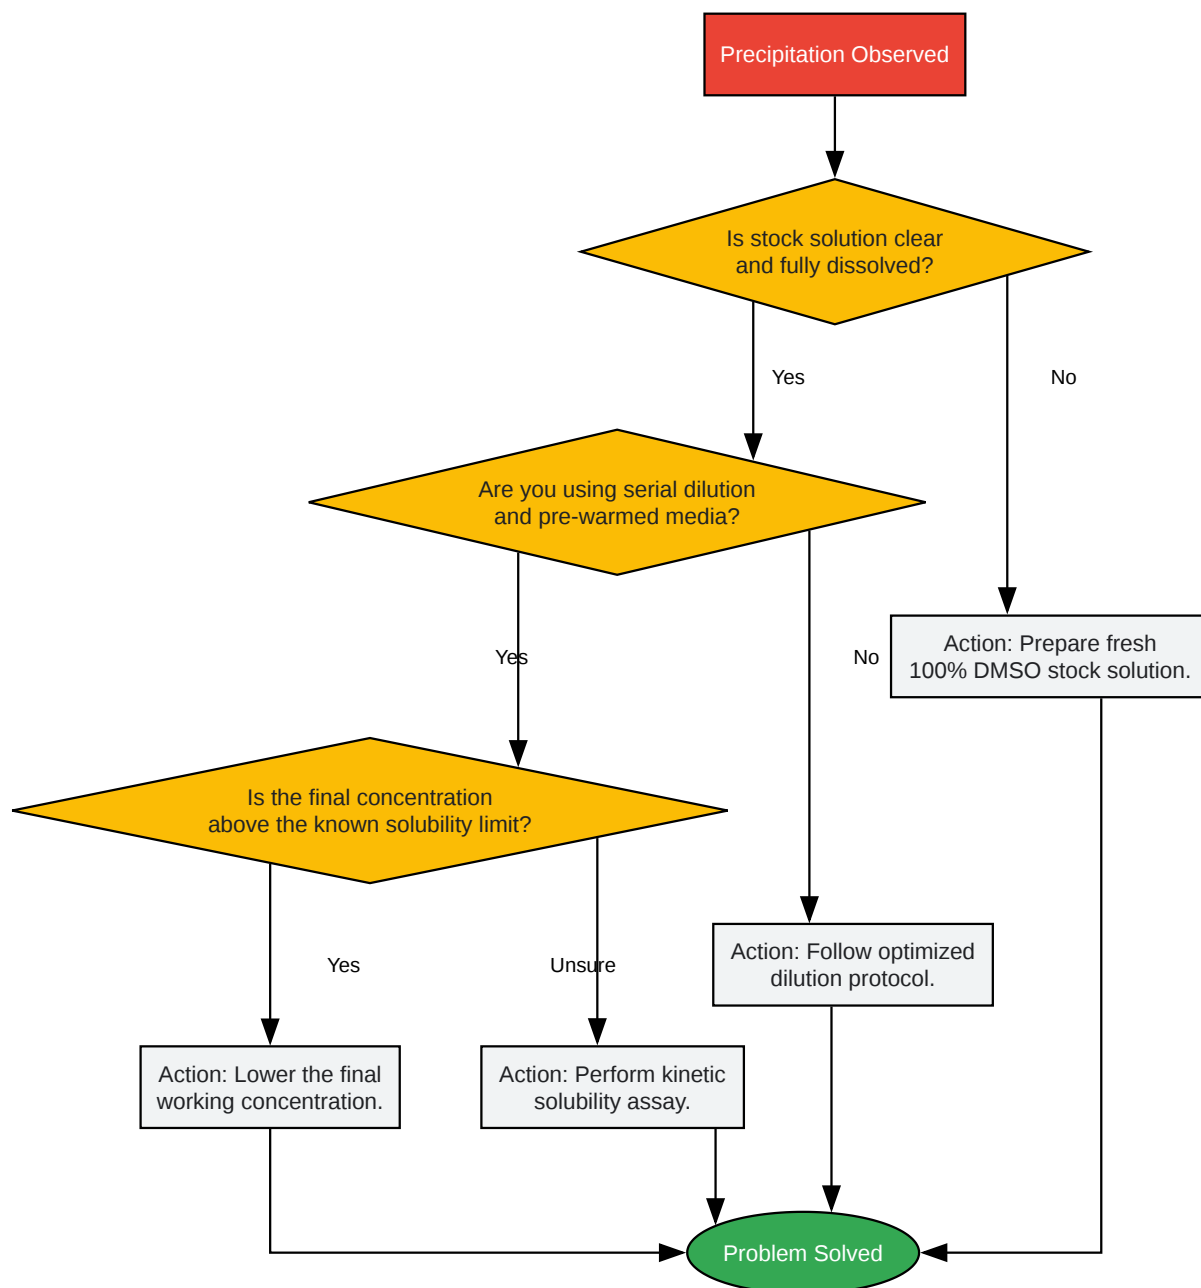 Precipitation Observed
Is stock solution clear
and fully dissolved?
Yes
No
Are you using serial dilution
and pre-warmed media?
Yes
No
Action: Prepare fresh
100% DMSO stock solution.
Is the final concentration
above the known solubility limit?
Yes
Unsure
Action: Follow optimized
dilution protocol.
Action: Lower the final
working concentration.
Action: Perform kinetic
solubility assay.
Problem Solved